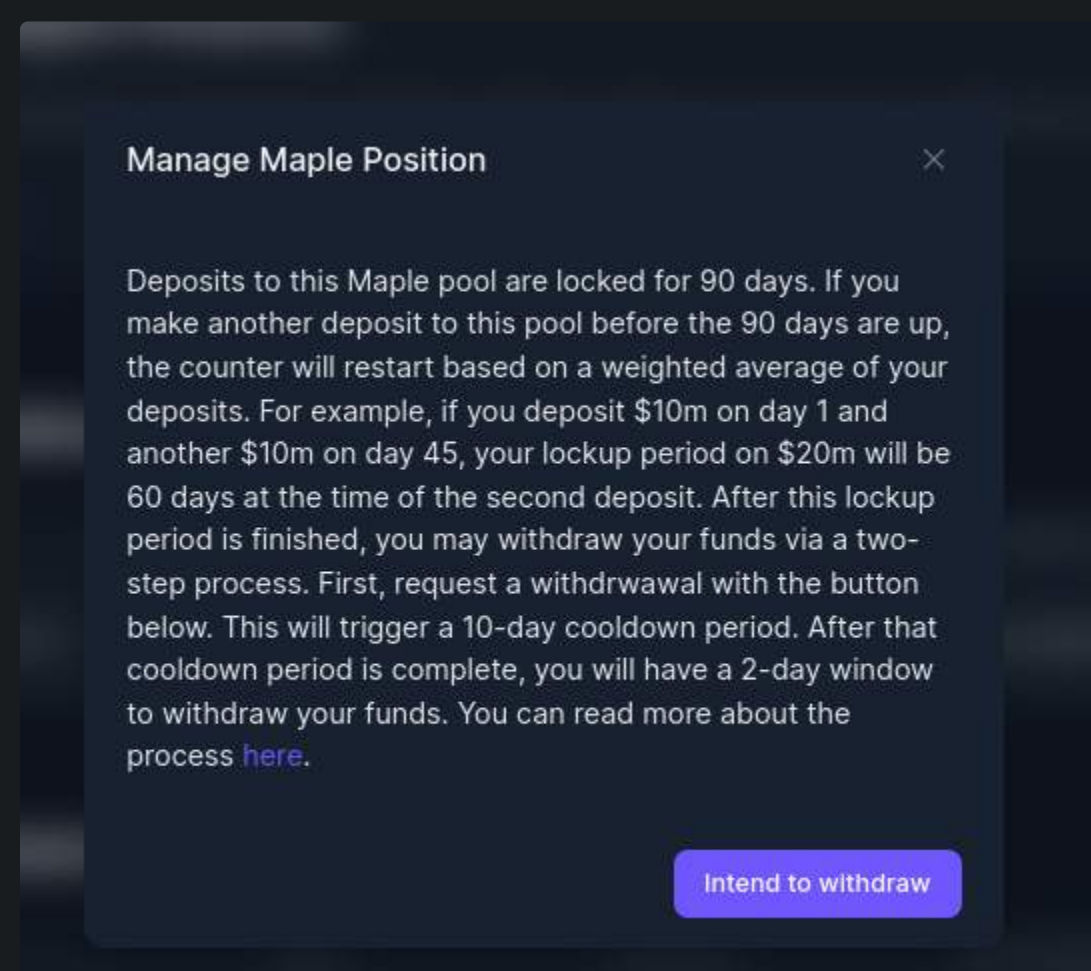 Manage Maple Position
Deposits to this Maple pool are locked for 90 days. If you
make another deposit to this pool before the 90 days are up,
the counter will restart based on a weighted average of your
deposits. For example, if you deposit $10m on day 1 and
another $10m on day 45, your lockup period on $20m will be
60 days at the time of the second deposit. After this lockup
period is finished, you may withdraw your funds via a two-
step process. First, request a withdrwawal with the button
below. This will trigger a 10-day cooldown period. After that
cooldown period is complete, you will have a 2-day window
to withdraw your funds. You can read more about the
process here.
Intend to withdraw